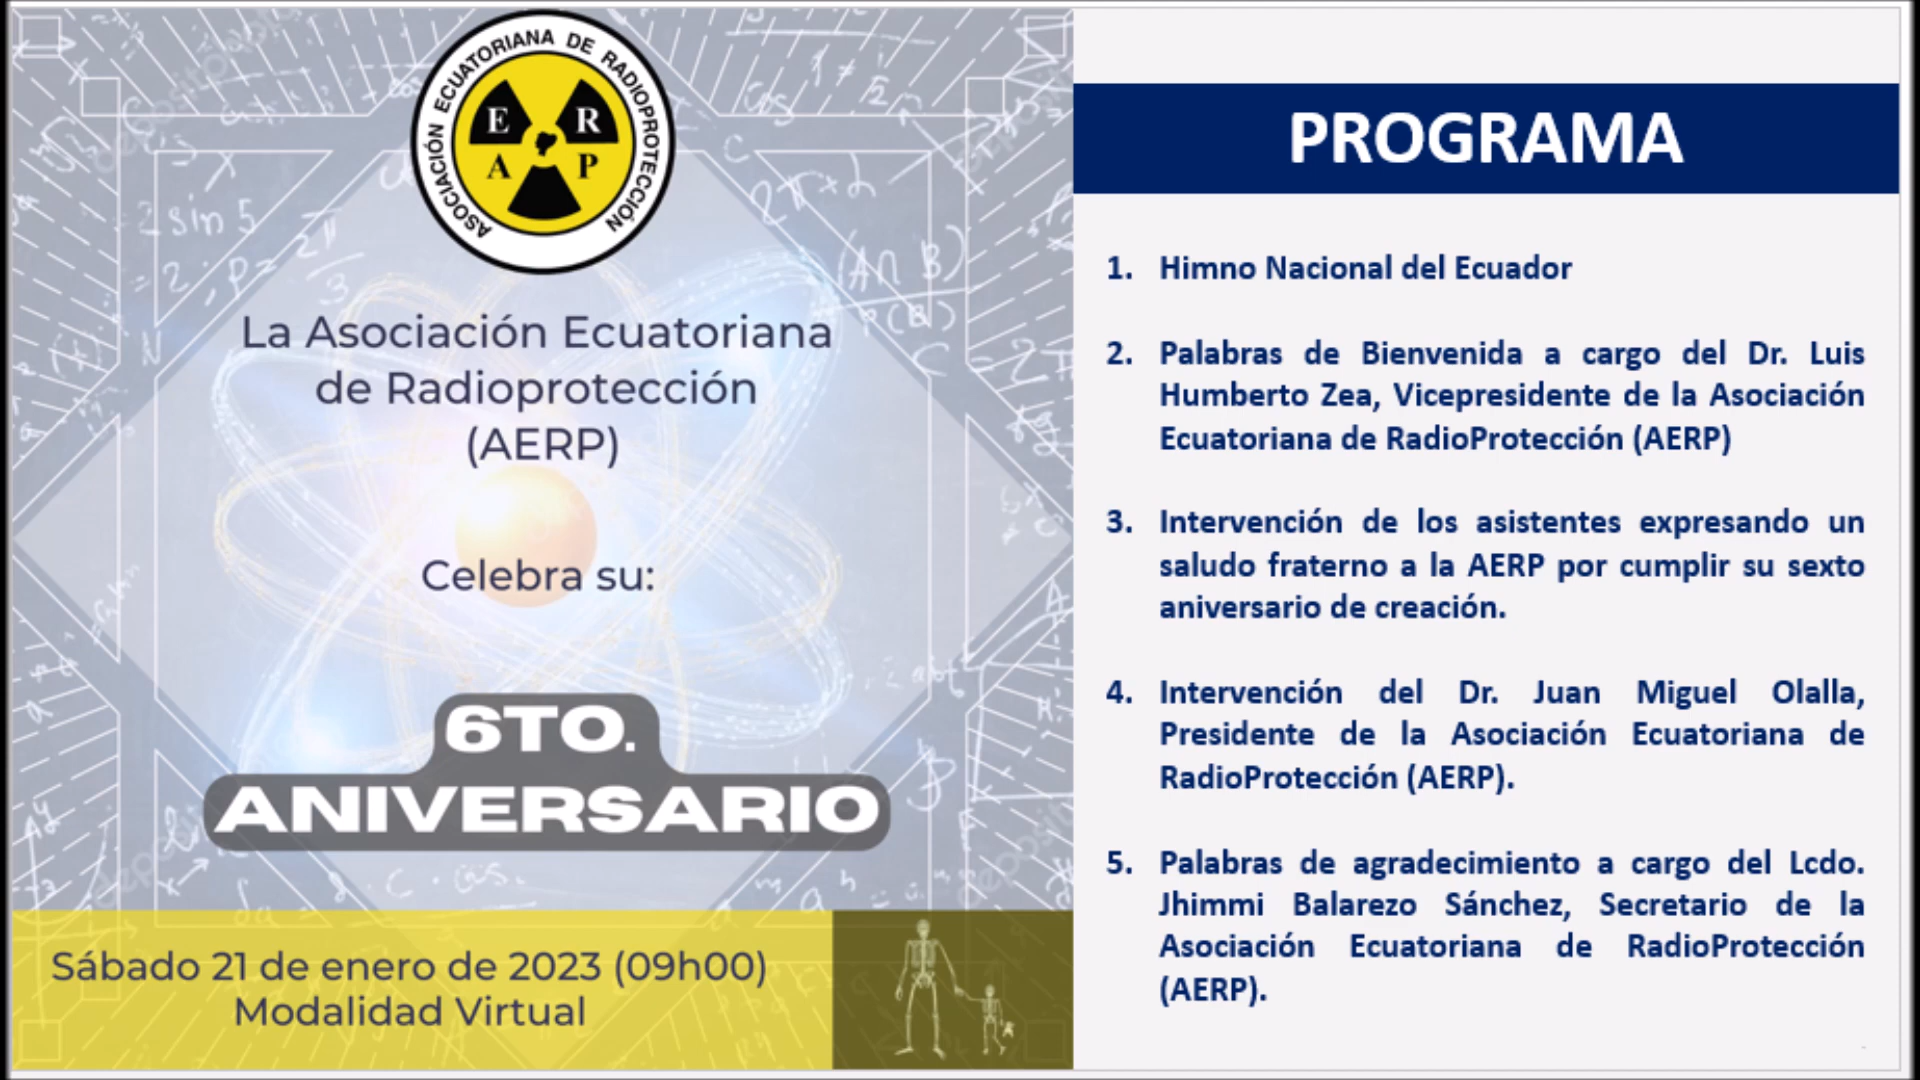 ASOCIACIÓN ECUATORIANA DE RADIOPROTECCIÓN
E R
A P
La Asociación Ecuatoriana
de Radioprotección
(AERP)
Celebra su:
6TO.
ANIVERSARIO
Sábado 21 de enero de 2023 (09h00)
Modalidad Virtual
PROGRAMA
1. Himno Nacional del Ecuador
2. Palabras de Bienvenida a cargo del Dr. Luis
Humberto Zea, Vicepresidente de la Asociación
Ecuatoriana de RadioProtección (AERP)
3. Intervención de los asistentes expresando un
saludo fraterno a la AERP por cumplir su sexto
aniversario de creación.
4. Intervención del Dr. Juan Miguel Olalla,
Presidente de la Asociación Ecuatoriana de
RadioProtección (AERP).
5. Palabras de agradecimiento a cargo del Lcdo.
Jhimmi Balarezo Sánchez, Secretario de la
Asociación Ecuatoriana de RadioProtección
(AERP).